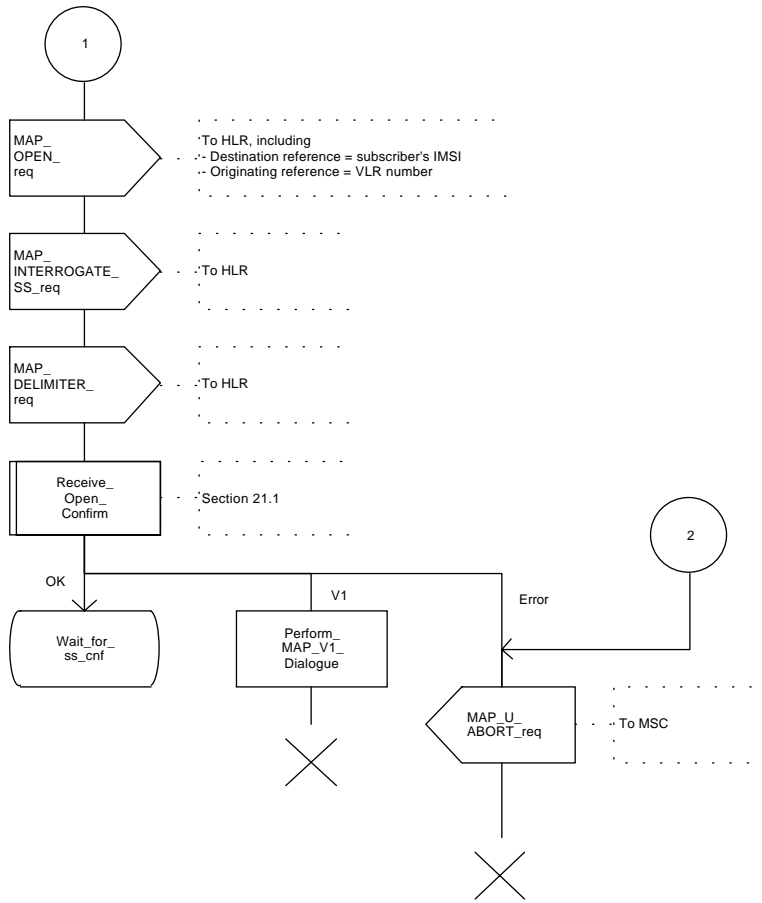 1
MAP_
OPEN_
req
To HLR, including
- Destination reference = subscriber's IMSI
- Originating reference = VLR number
MAP_
INTERROGATE_
SS_req
To HLR
MAP_
DELIMITER_
req
To HLR
Receive_
Open_
Confirm
Section 21.1
2
OK
V1
Error
Wait_for_
ss_cnf
Perform_
MAP_V1_
Dialogue
MAP_U_
ABORT_req
To MSC